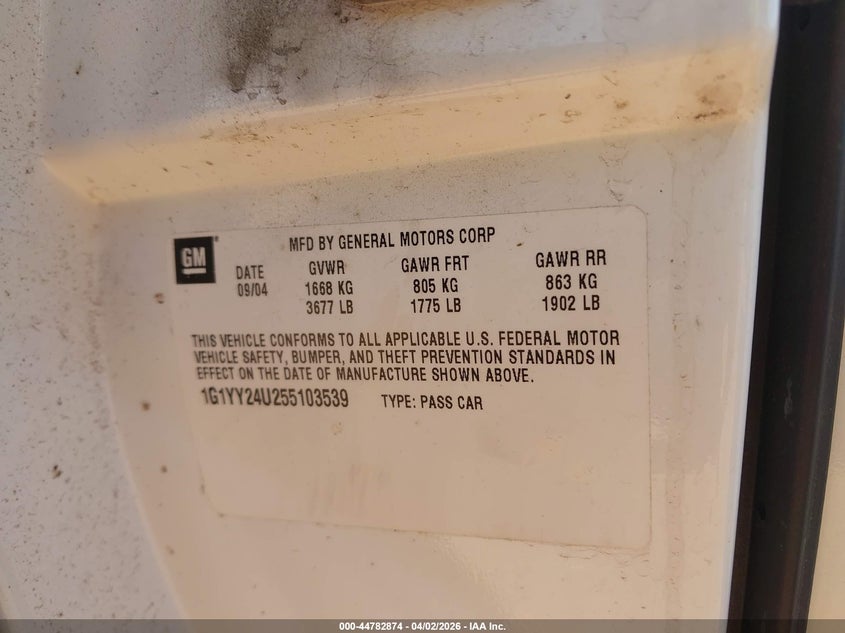 GM
MFD BY GENERAL MOTORS CORP
DATE GVWR GAWR FRT GAWR RR
09/04 1668 KG 805 KG 863 KG
3677 LB 1775 LB 1902 LB
THIS VEHICLE CONFORMS TO ALL APPLICABLE U.S. FEDERAL MOTOR
VEHICLE SAFETY, BUMPER, AND THEFT PREVENTION STANDARDS IN
EFFECT ON THE DATE OF MANUFACTURE SHOWN ABOVE.
1G1YY24U255103539 TYPE: PASS CAR
000-44782874 | 04/02/2026 - IAA Inc.